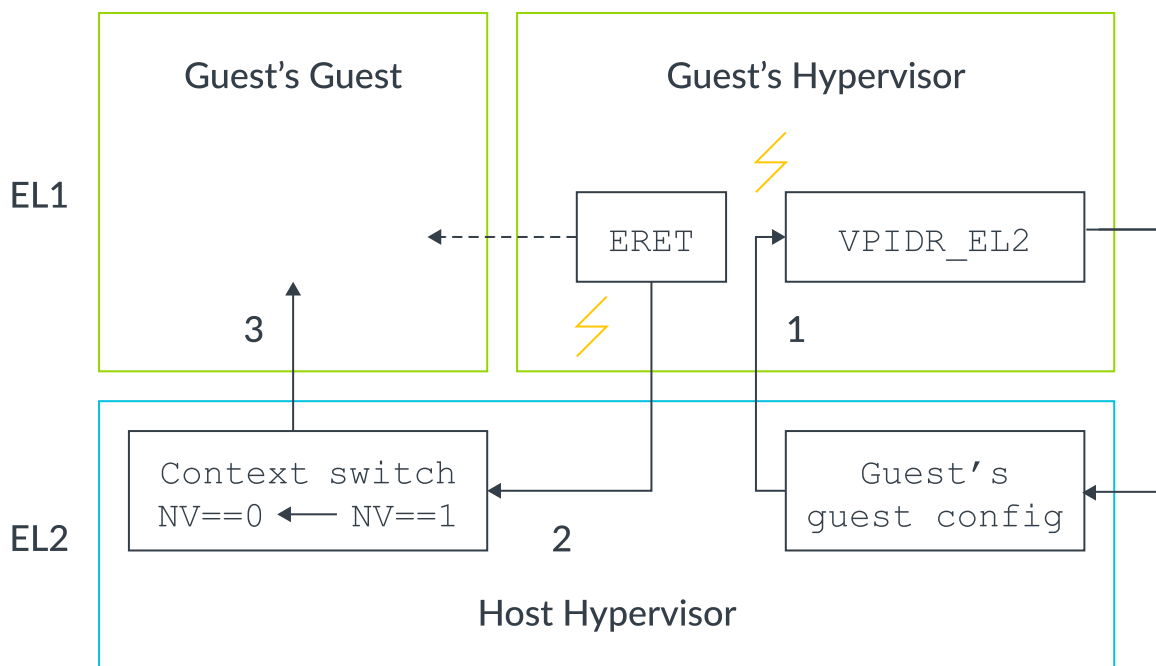 Guest’s Guest
Guest’s Hypervisor
EL1
ERET
VPIDR_EL2
3
1
Context switch
NV==0 NV==1
Guest’s
guest config
EL2
2
Host Hypervisor